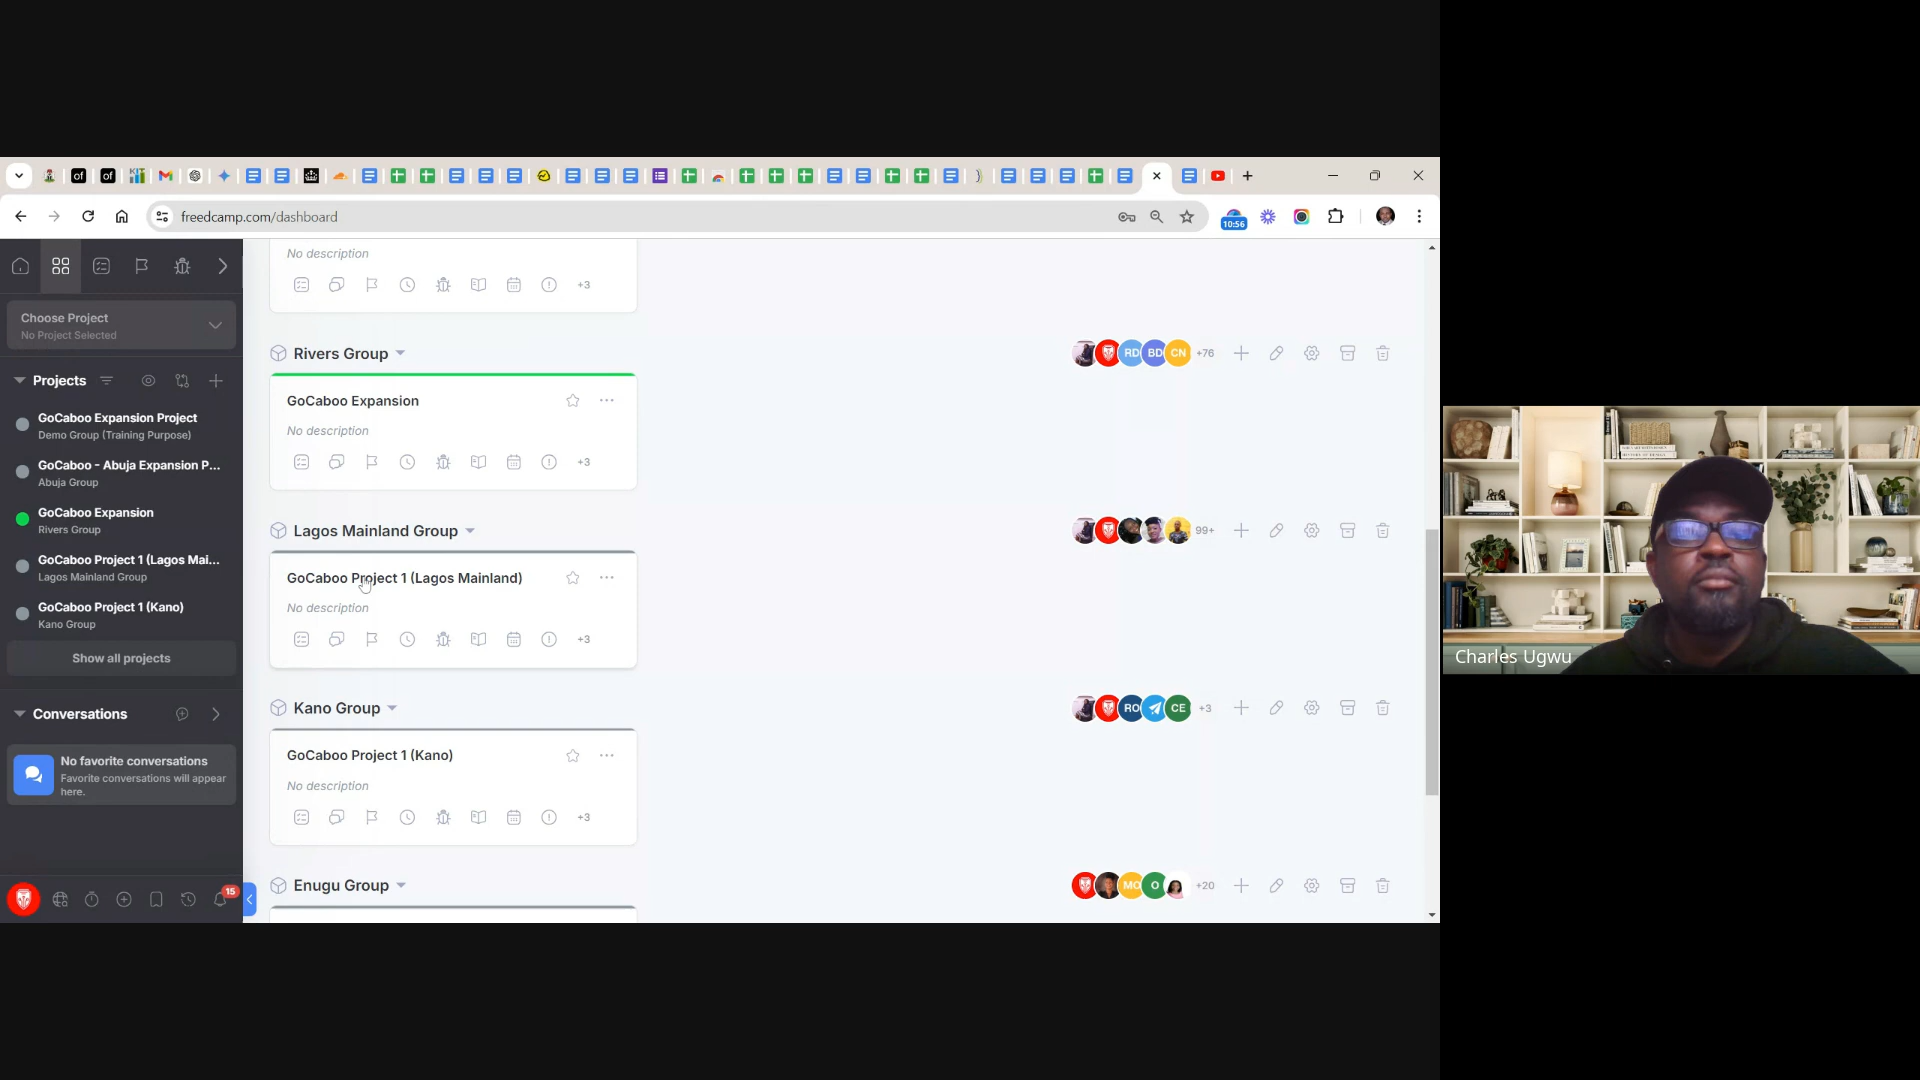 freedcamp.com/dashboard
10:56
Choose Project
No Project Selected
Projects
GoCaboo Expansion Project
Demo Group (Training Purpose)
GoCaboo - Abuja Expansion P...
Abuja Group
GoCaboo Expansion
Rivers Group
GoCaboo Project 1 (Lagos Mai...
Lagos Mainland Group
GoCaboo Project 1 (Kano)
Kano Group
Show all projects
Conversations
No favorite conversations
Favorite conversations will appear
here.
15
No description
+3
Rivers Group
RD BD CN +76
GoCaboo Expansion
No description
+3
Lagos Mainland Group
99+
GoCaboo Project 1 (Lagos Mainland)
No description
+3
Kano Group
RO CE +3
GoCaboo Project 1 (Kano)
No description
+3
Enugu Group
MO O +20
Charles Ugwu